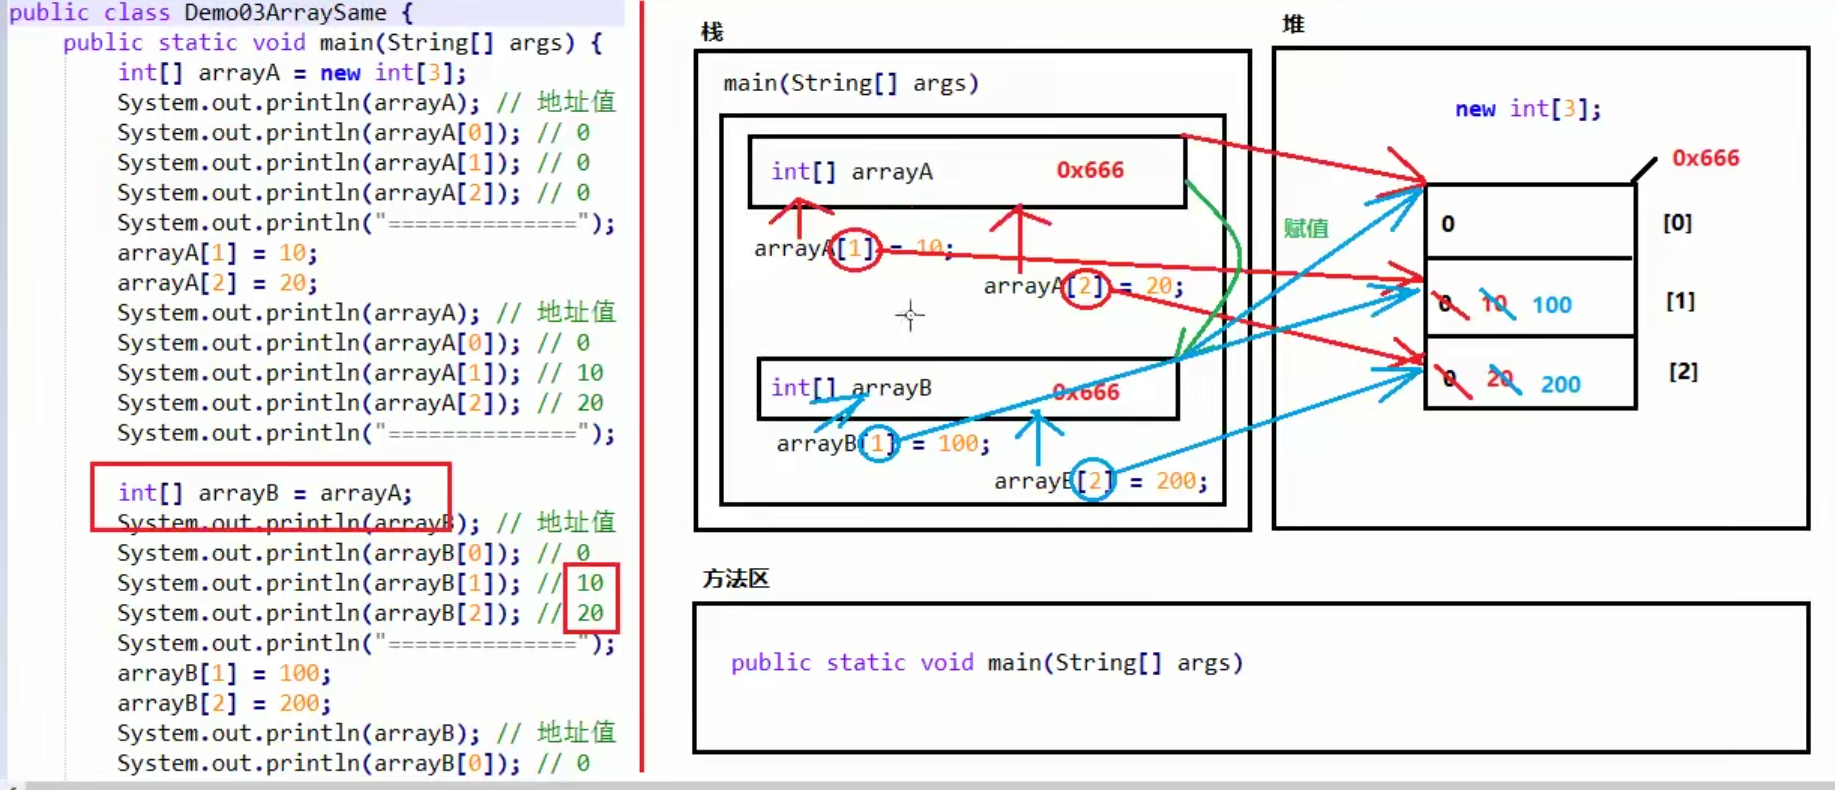 public class Demo03ArraySame {
public static void main(String[] args) {
int[] arrayA = new int[3];
System.out.println(arrayA); // 地址值
System.out.println(arrayA[0]); // 0
System.out.println(arrayA[1]); // 0
System.out.println(arrayA[2]); // 0
System.out.println("==============");
arrayA[1] = 10;
arrayA[2] = 20;
System.out.println(arrayA); // 地址值
System.out.println(arrayA[0]); // 0
System.out.println(arrayA[1]); // 10
System.out.println(arrayA[2]); // 20
System.out.println("==============");
int[] arrayB = arrayA;
System.out.println(arrayB); // 地址值
System.out.println(arrayB[0]); // 0
System.out.println(arrayB[1]); // 10
System.out.println(arrayB[2]); // 20
System.out.println("==============");
arrayB[1] = 100;
arrayB[2] = 200;
System.out.println(arrayB); // 地址值
System.out.println(arrayB[0]); // 0
栈
main(String[] args)
int[] arrayA 0x666
arrayA[1] = 10;
arrayA[2] = 20;
int[] arrayB 0x666
arrayB[1] = 100;
arrayB[2] = 200;
赋值
堆
new int[3];
0x666
0 [0]
0 10 100 [1]
0 20 200 [2]
方法区
public static void main(String[] args)